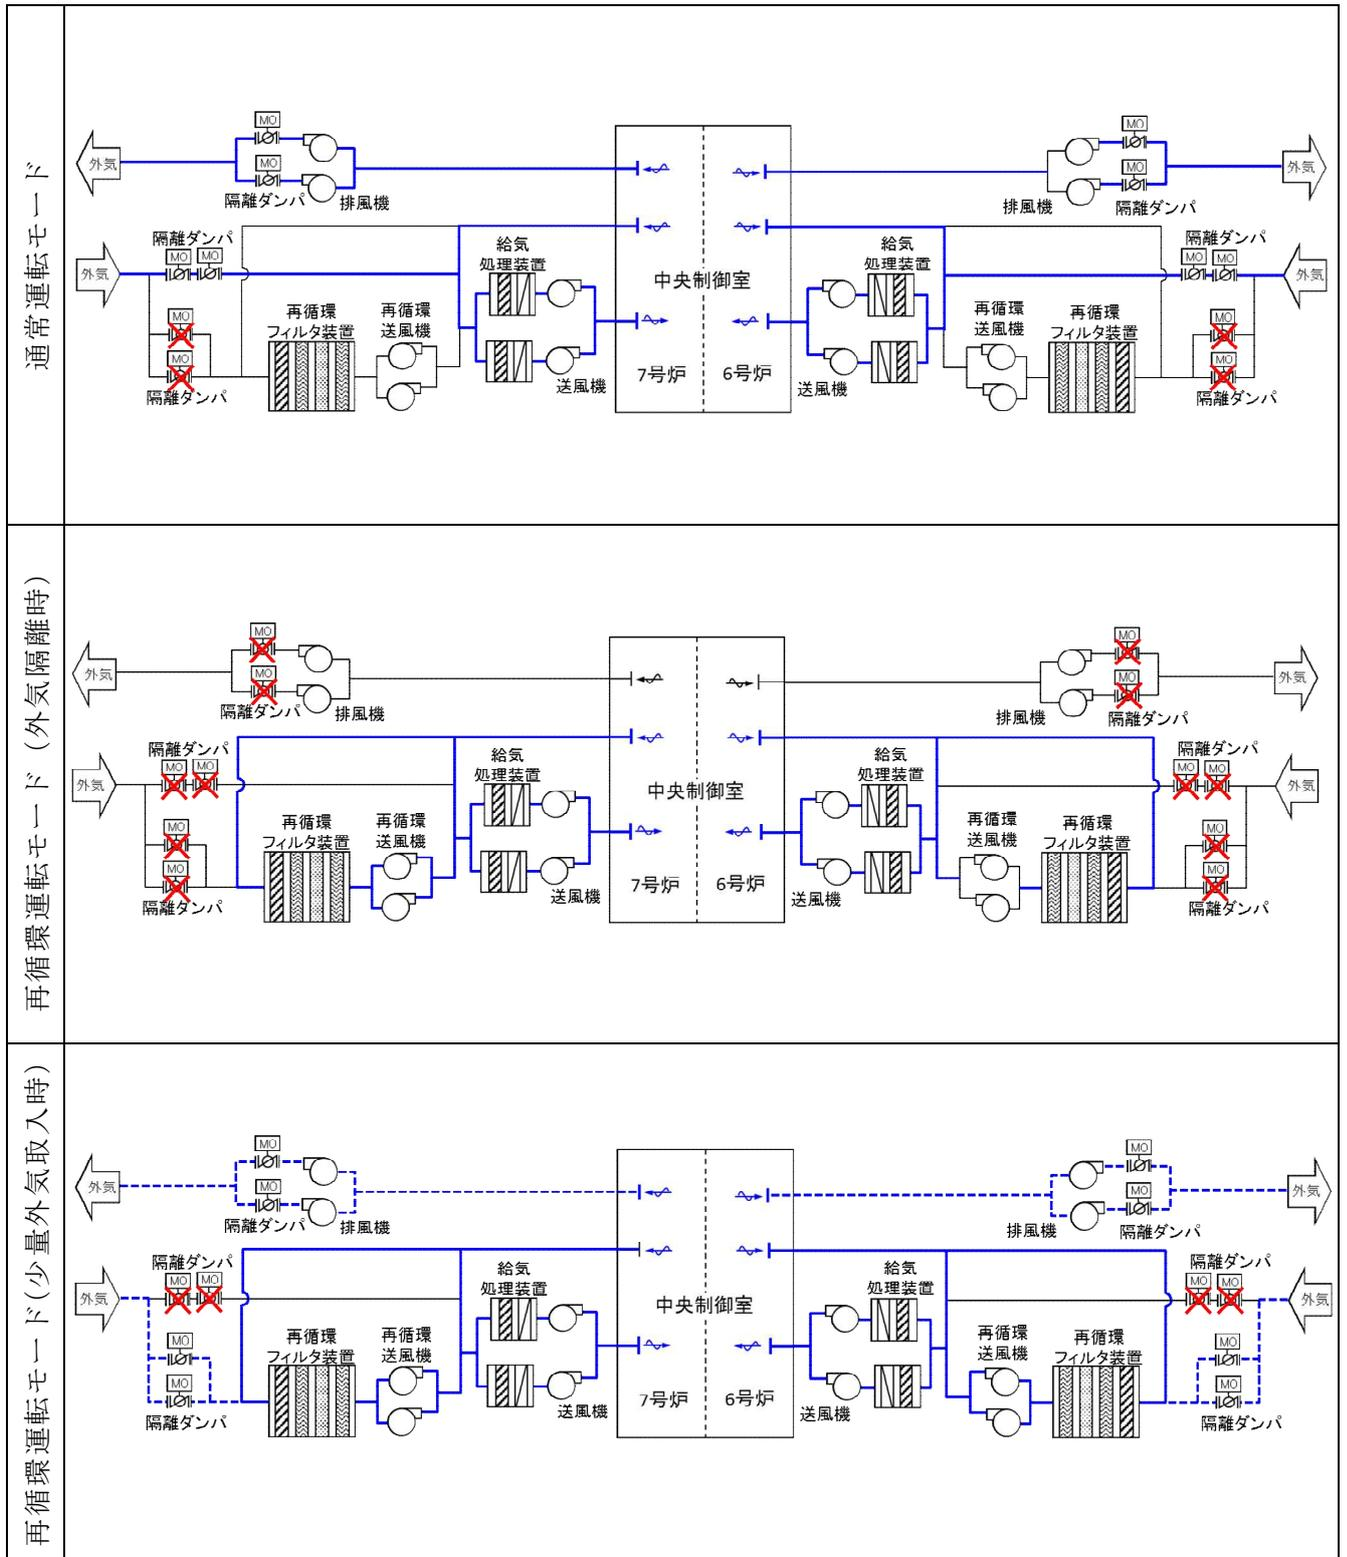 通常運転モード
MO
MO
外気
外気
MO
MO
隔離ダンパ
排風機
排風機
隔離ダンパ
隔離ダンパ
MO
MO
外気
給気
処理装置
中央制御室
給気
処理装置
隔離ダンパ
MO
MO
外気
MO
MO
隔離ダンパ
再循環
フィルタ装置
再循環
送風機
送風機
7号炉
6号炉
送風機
再循環
送風機
再循環
フィルタ装置
MO
MO
隔離ダンパ
再循環運転モード(外気隔離時)
MO
MO
外気
外気
MO
MO
隔離ダンパ
排風機
排風機
隔離ダンパ
隔離ダンパ
MO
MO
外気
給気
処理装置
中央制御室
給気
処理装置
隔離ダンパ
MO
MO
外気
MO
MO
隔離ダンパ
再循環
フィルタ装置
再循環
送風機
送風機
7号炉
6号炉
送風機
再循環
送風機
再循環
フィルタ装置
MO
MO
隔離ダンパ
再循環運転モード(少量外気取入時)
MO
MO
外気
外気
MO
MO
隔離ダンパ
排風機
排風機
隔離ダンパ
隔離ダンパ
MO
MO
外気
給気
処理装置
中央制御室
給気
処理装置
隔離ダンパ
MO
MO
外気
MO
MO
隔離ダンパ
再循環
フィルタ装置
再循環
送風機
送風機
7号炉
6号炉
送風機
再循環
送風機
再循環
フィルタ装置
MO
MO
隔離ダンパ